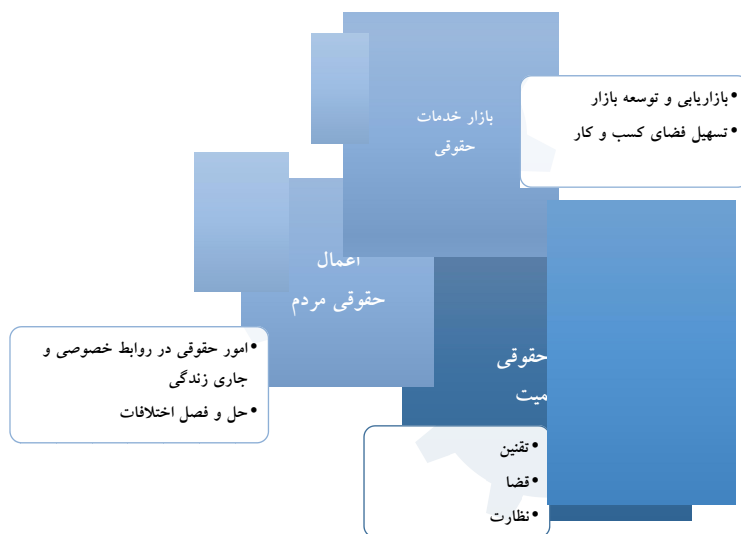 بازار خدمات
حقوقی
•بازاریابی و توسعه بازار
•تسهیل فضای کسب و کار
اعمال
حقوقی مردم
•امور حقوقی در روابط خصوصی و
جاری زندگی
•حل و فصل اختلافات
حقوقی
•تقنین
•قضا
•نظارت